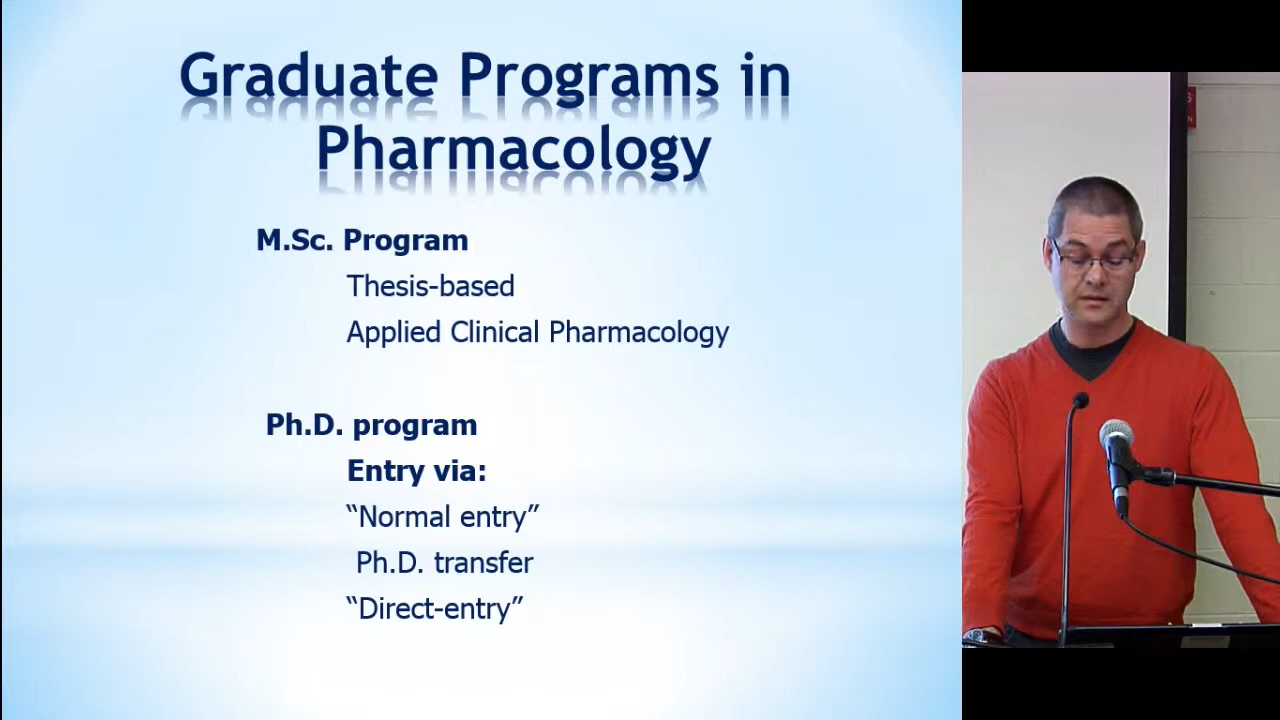 Graduate Programs in
Pharmacology
M.Sc. Program
Thesis-based
Applied Clinical Pharmacology
Ph.D. program
Entry via:
“Normal entry”
Ph.D. transfer
“Direct-entry”